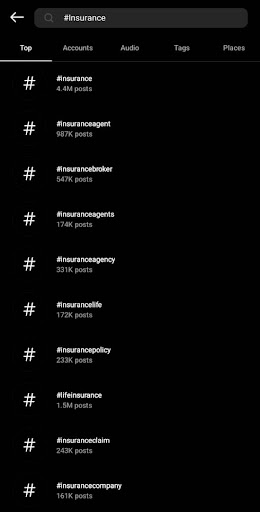 #Insurance
Top Accounts Audio Tags Places
#insurance
4.4M posts
#insuranceagent
987K posts
#insurancebroker
547K posts
#insuranceagents
174K posts
#insuranceagency
331K posts
#insurancelife
172K posts
#insurancepolicy
233K posts
#lifeinsurance
1.5M posts
#insuranceclaim
243K posts
#insurancecompany
161K posts